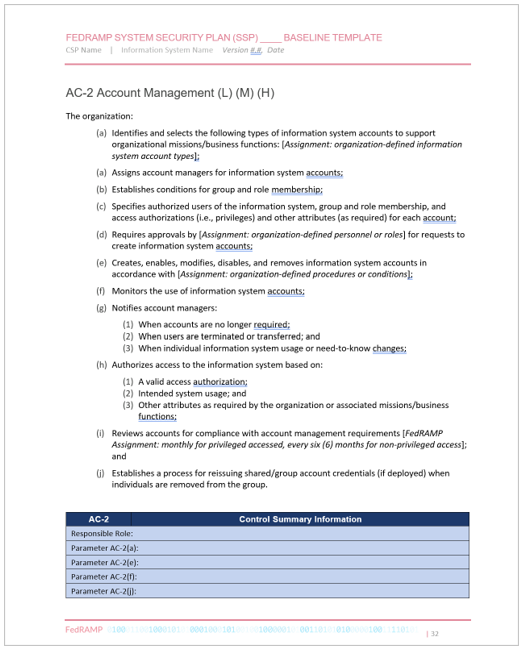 FEDRAMP SYSTEM SECURITY PLAN (SSP) ____ BASELINE TEMPLATE
CSP Name | Information System Name Version #.#, Date
AC-2 Account Management (L) (M) (H)
The organization:
(a) Identifies and selects the following types of information system accounts to support
organizational missions/business functions: [Assignment: organization-defined information
system account types];
(a) Assigns account managers for information system accounts;
(b) Establishes conditions for group and role membership;
(c) Specifies authorized users of the information system, group and role membership, and
access authorizations (i.e., privileges) and other attributes (as required) for each account;
(d) Requires approvals by [Assignment: organization-defined personnel or roles] for requests to
create information system accounts;
(e) Creates, enables, modifies, disables, and removes information system accounts in
accordance with [Assignment: organization-defined procedures or conditions];
(f) Monitors the use of information system accounts;
(g) Notifies account managers:
(1) When accounts are no longer required;
(2) When users are terminated or transferred; and
(3) When individual information system usage or need-to-know changes;
(h) Authorizes access to the information system based on:
(1) A valid access authorization;
(2) Intended system usage; and
(3) Other attributes as required by the organization or associated missions/business
functions;
(i) Reviews accounts for compliance with account management requirements [FedRAMP
Assignment: monthly for privileged accessed, every six (6) months for non-privileged access];
and
(j) Establishes a process for reissuing shared/group account credentials (if deployed) when
individuals are removed from the group.
AC-2 Control Summary Information
Responsible Role:
Parameter AC-2(a):
Parameter AC-2(e):
Parameter AC-2(f):
Parameter AC-2(j):
FedRAMP | 32